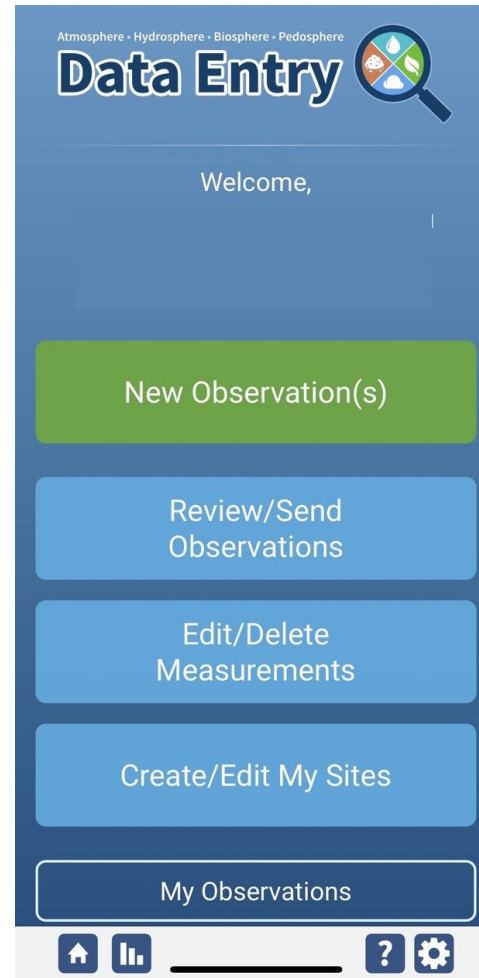 Atmosphere • Hydrosphere • Biosphere • Pedosphere
Data Entry
Welcome,
New Observation(s)
Review/Send
Observations
Edit/Delete
Measurements
Create/Edit My Sites
My Observations
?